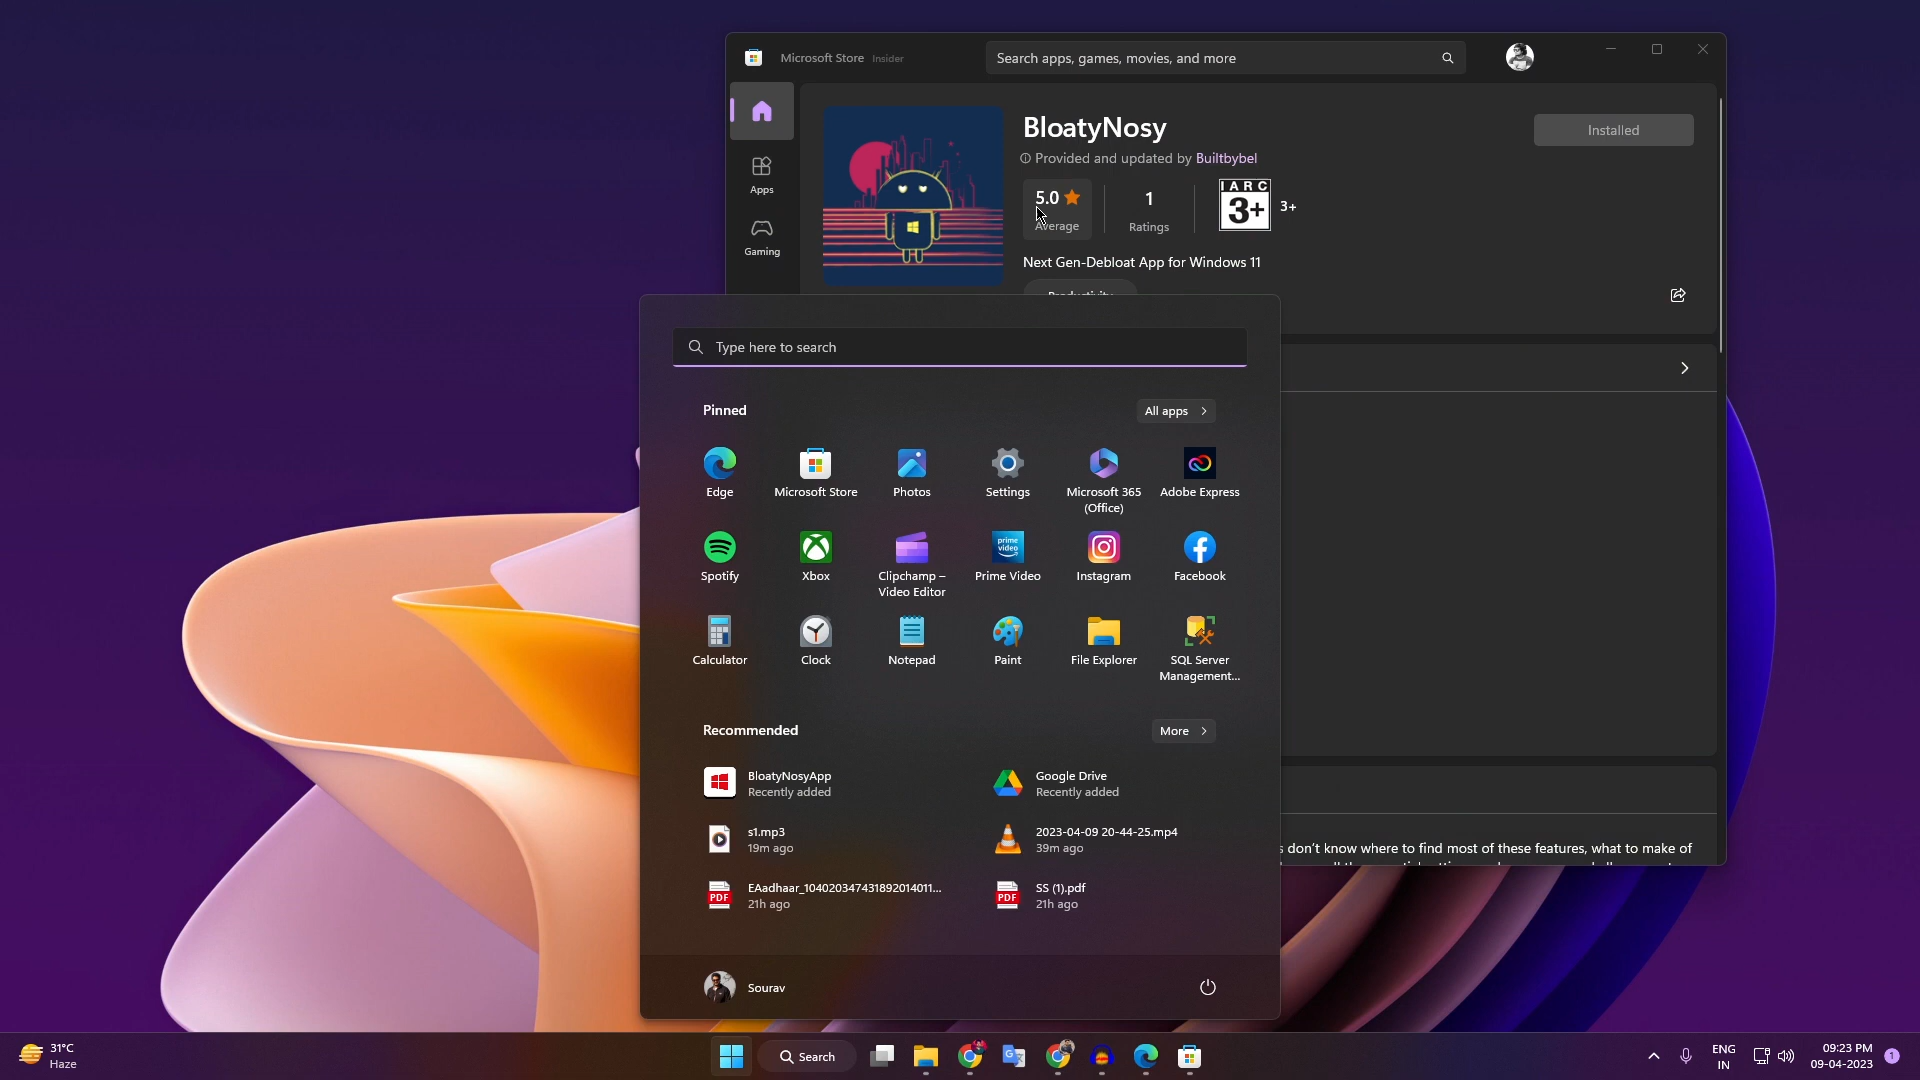 Microsoft Store Insider
Search apps, games, movies, and more
Apps
Gaming
BloatyNosy
Installed
Provided and updated by Builtbybel
5.0
Average
1
Ratings
IARC
3+
3+
Next Gen-Debloat App for Windows 11
Productivity
Type here to search
Pinned
All apps
Edge
Microsoft Store
Photos
Settings
Microsoft 365
(Office)
Adobe Express
prime
video
Spotify
Xbox
Clipchamp –
Video Editor
Prime Video
Instagram
Facebook
Calculator
Clock
Notepad
Paint
File Explorer
SQL Server
Management...
Recommended
More
BloatyNosyApp
Recently added
Google Drive
Recently added
s1.mp3
19m ago
2023-04-09 20-44-25.mp4
39m ago
PDF
EAadhaar_104020347431892014011...
21h ago
PDF
SS (1).pdf
21h ago
don't know where to find most of these features, what to make of
Sourav
31°C
Haze
Search
ENG
IN
09:23 PM
09-04-2023
1